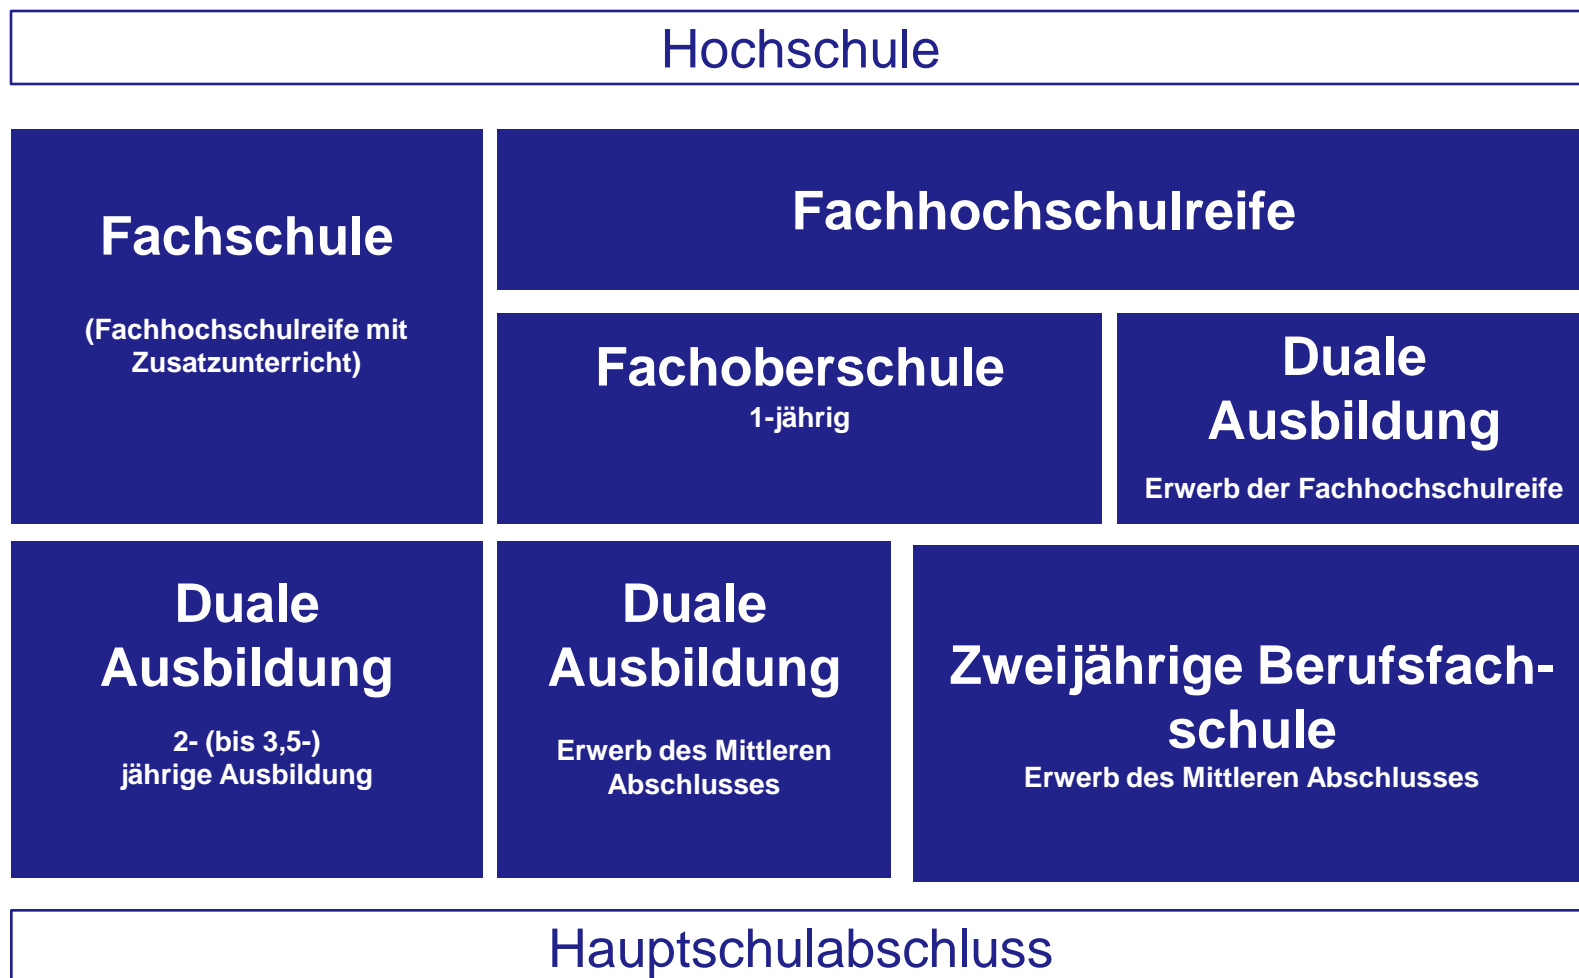 Hochschule
Fachschule
(Fachhochschulreife mit
Zusatzunterricht)
Fachhochschulreife
Fachoberschule
1-jährig
Duale
Ausbildung
Erwerb der Fachhochschulreife
Duale
Ausbildung
2- (bis 3,5-)
jährige Ausbildung
Duale
Ausbildung
Erwerb des Mittleren
Abschlusses
Zweijährige Berufsfach-
schule
Erwerb des Mittleren Abschlusses
Hauptschulabschluss